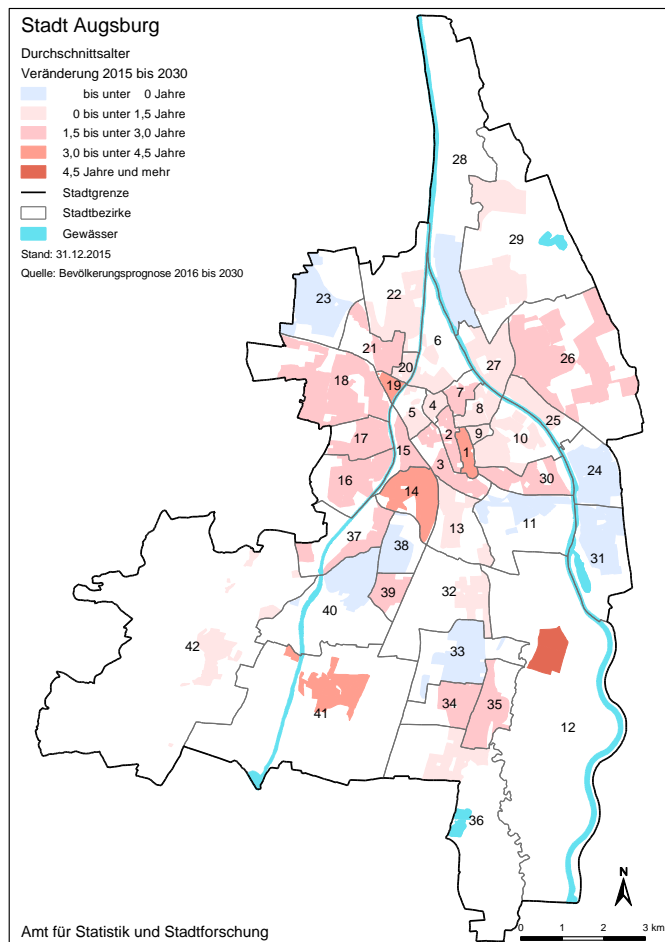 Stadt Augsburg
Durchschnittsalter
Veränderung 2015 bis 2030
bis unter 0 Jahre
0 bis unter 1,5 Jahre
1,5 bis unter 3,0 Jahre
3,0 bis unter 4,5 Jahre
4,5 Jahre und mehr
Stadtgrenze
Stadtbezirke
Gewässer
Stand: 31.12.2015
Quelle: Bevölkerungsprognose 2016 bis 2030
28
29
23
22
6
21
20
27
26
18
19
7
5
4
8
25
17
15
2
9
10
1
3
24
16
14
30
13
11
37
38
31
39
32
40
42
33
34
35
41
12
36
N
0 1 2 3 km
Amt für Statistik und Stadtforschung